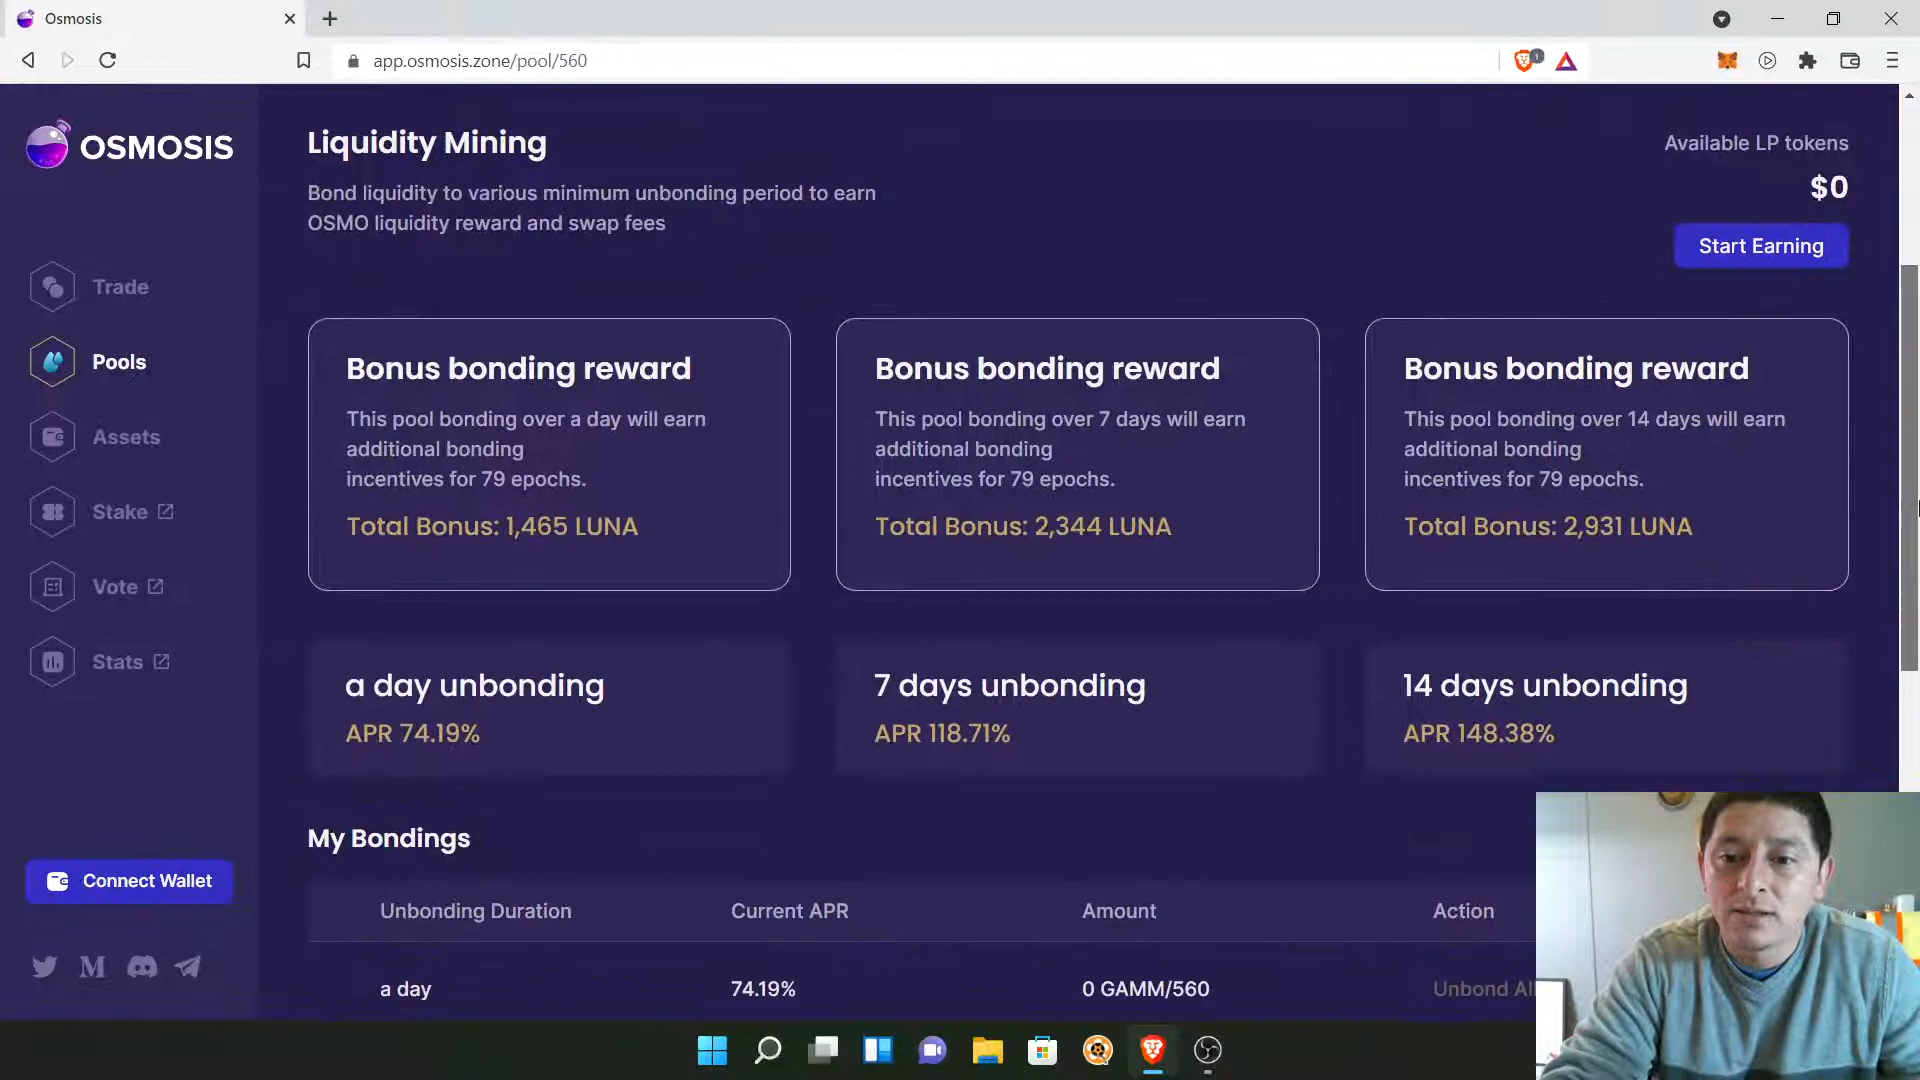 Osmosis
app.osmosis.zone/pool/560
1
OSMOSIS
Trade
Pools
Assets
Stake
Vote
Stats
Connect Wallet
Liquidity Mining
Bond liquidity to various minimum unbonding period to earn
OSMO liquidity reward and swap fees
Available LP tokens
$0
Start Earning
Bonus bonding reward
This pool bonding over a day will earn
additional bonding
incentives for 79 epochs.
Total Bonus: 1,465 LUNA
Bonus bonding reward
This pool bonding over 7 days will earn
additional bonding
incentives for 79 epochs.
Total Bonus: 2,344 LUNA
Bonus bonding reward
This pool bonding over 14 days will earn
additional bonding
incentives for 79 epochs.
Total Bonus: 2,931 LUNA
a day unbonding
APR 74.19%
7 days unbonding
APR 118.71%
14 days unbonding
APR 148.38%
My Bondings
Unbonding Duration Current APR Amount Action
a day 74.19% 0 GAMM/560 Unbond Al